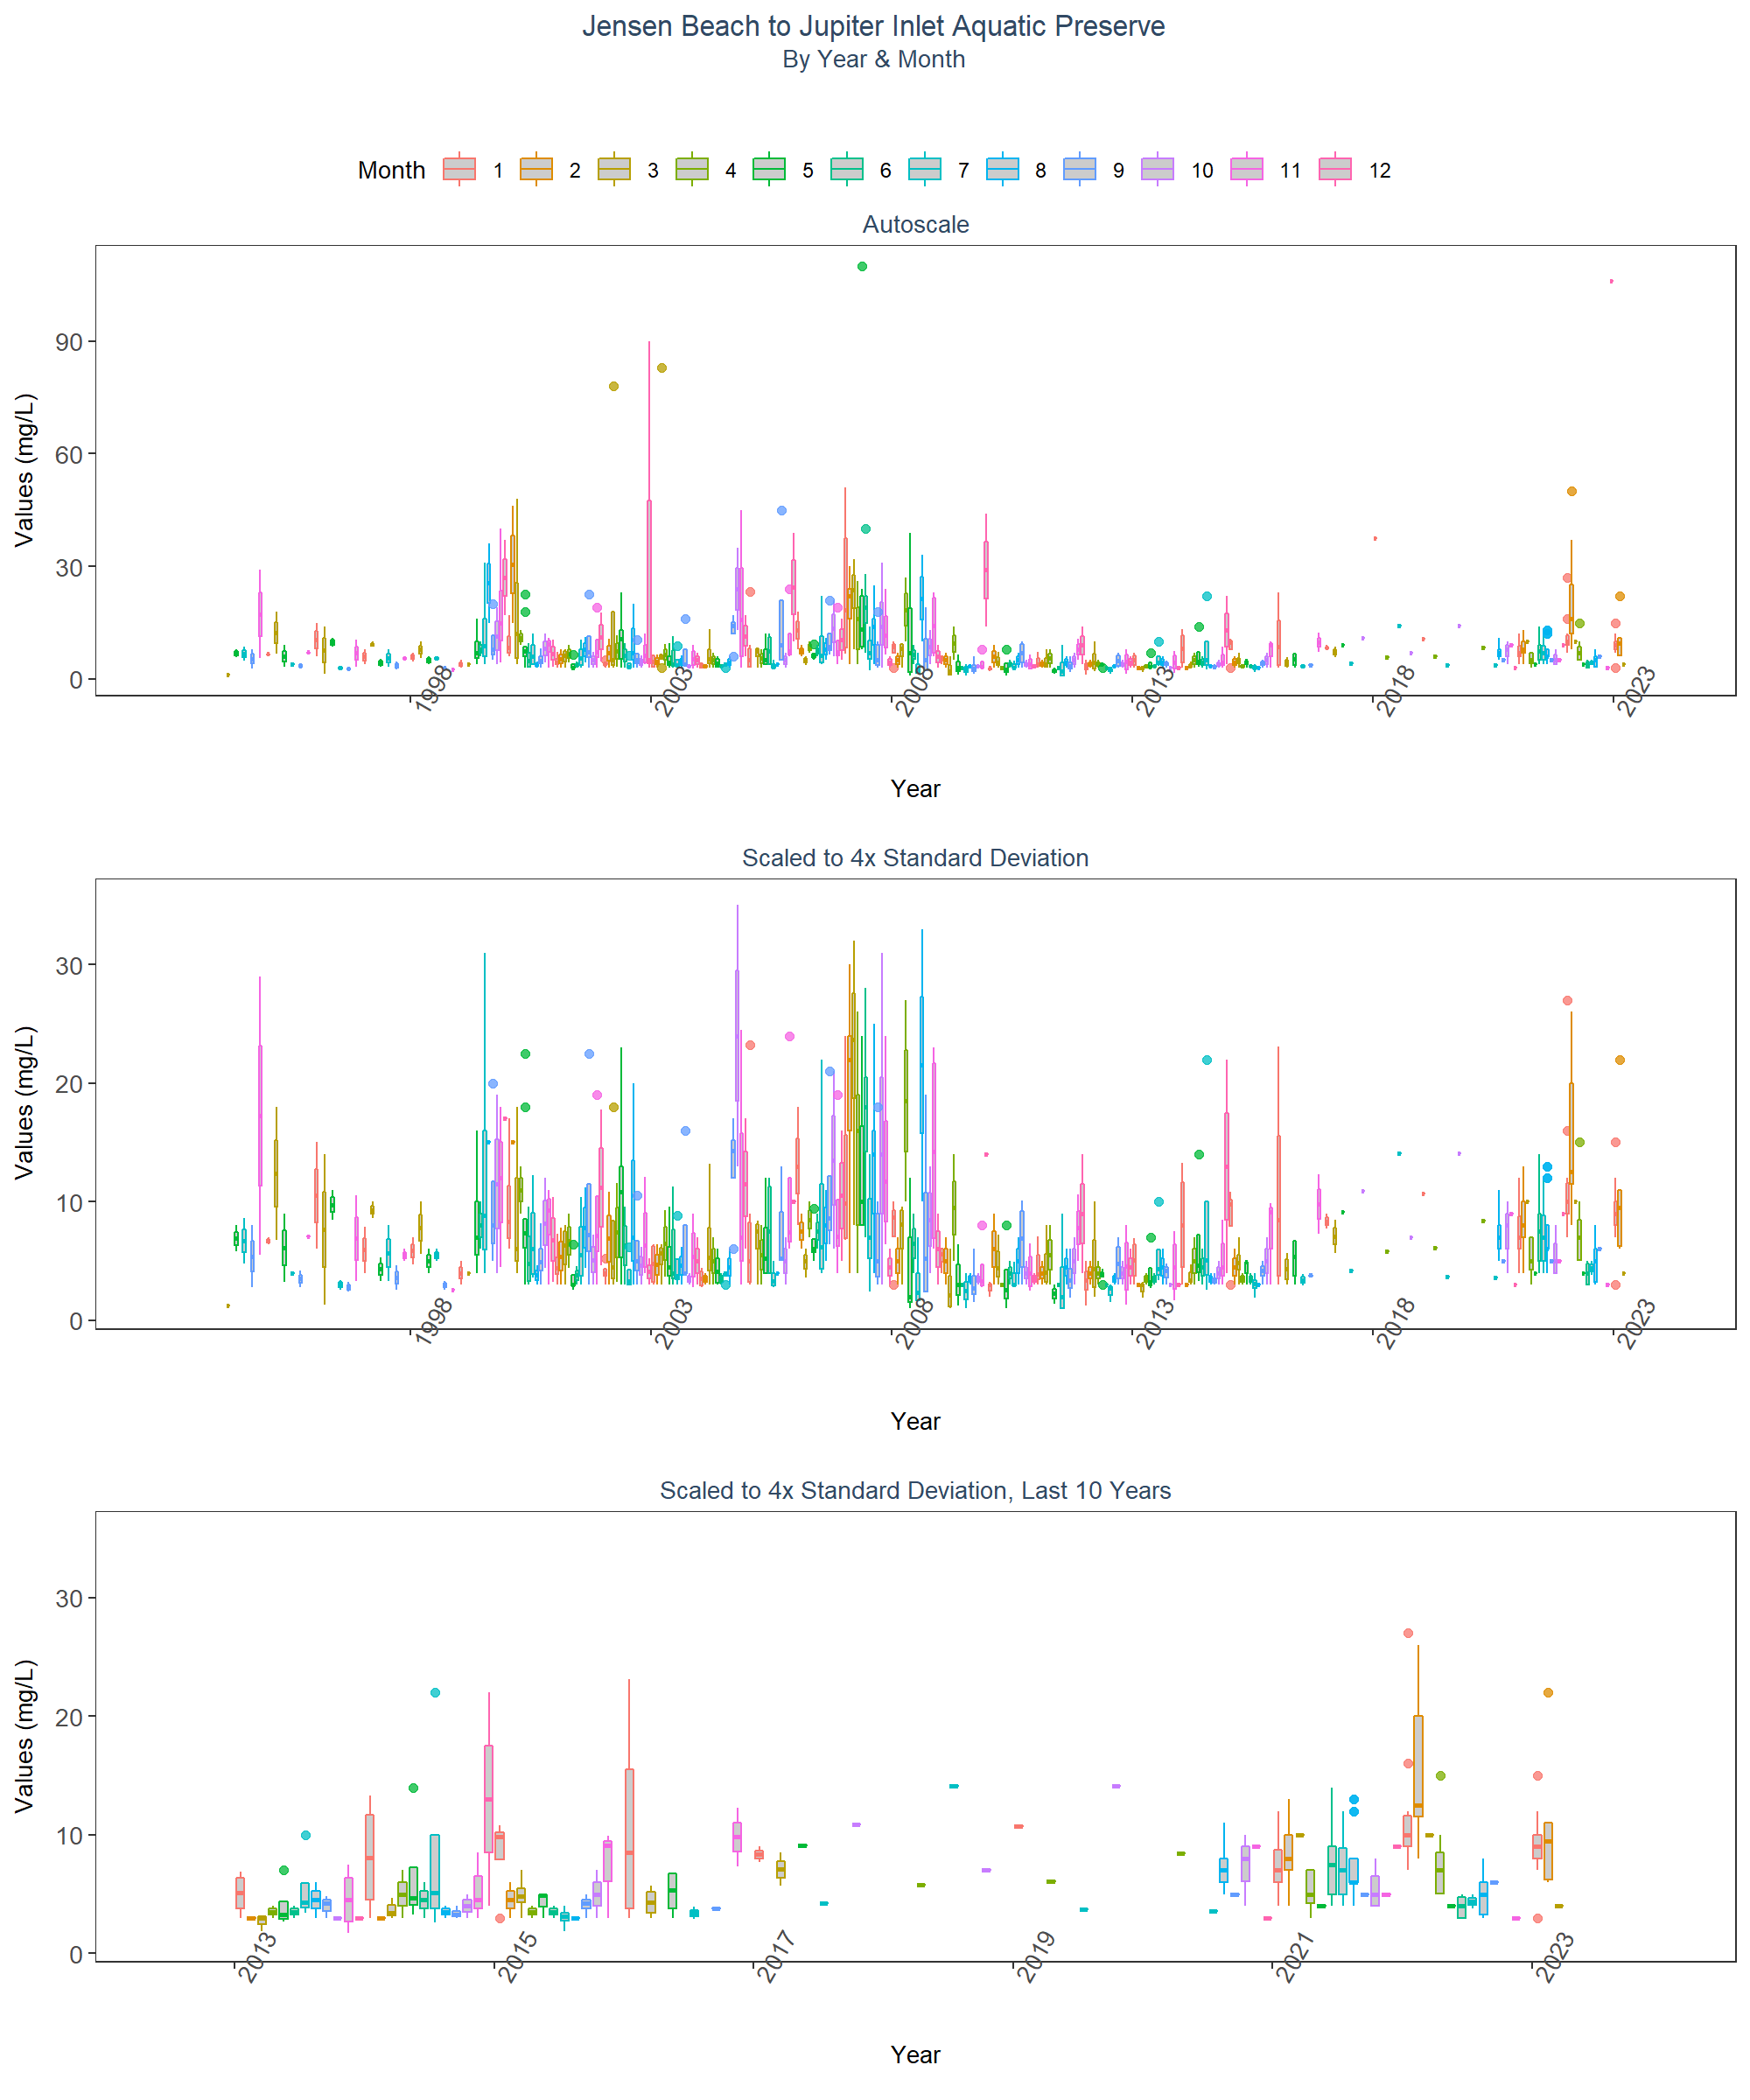 Jensen Beach to Jupiter Inlet Aquatic Preserve
By Year & Month
Month 1 2 3 4 5 6 7 8 9 10 11 12
Autoscale
Values (mg/L)
90
60
30
0
1998 2003 2008 2013 2018 2023
Year
Scaled to 4x Standard Deviation
Values (mg/L)
30
20
10
0
1998 2003 2008 2013 2018 2023
Year
Scaled to 4x Standard Deviation, Last 10 Years
Values (mg/L)
30
20
10
0
2013 2015 2017 2019 2021 2023
Year